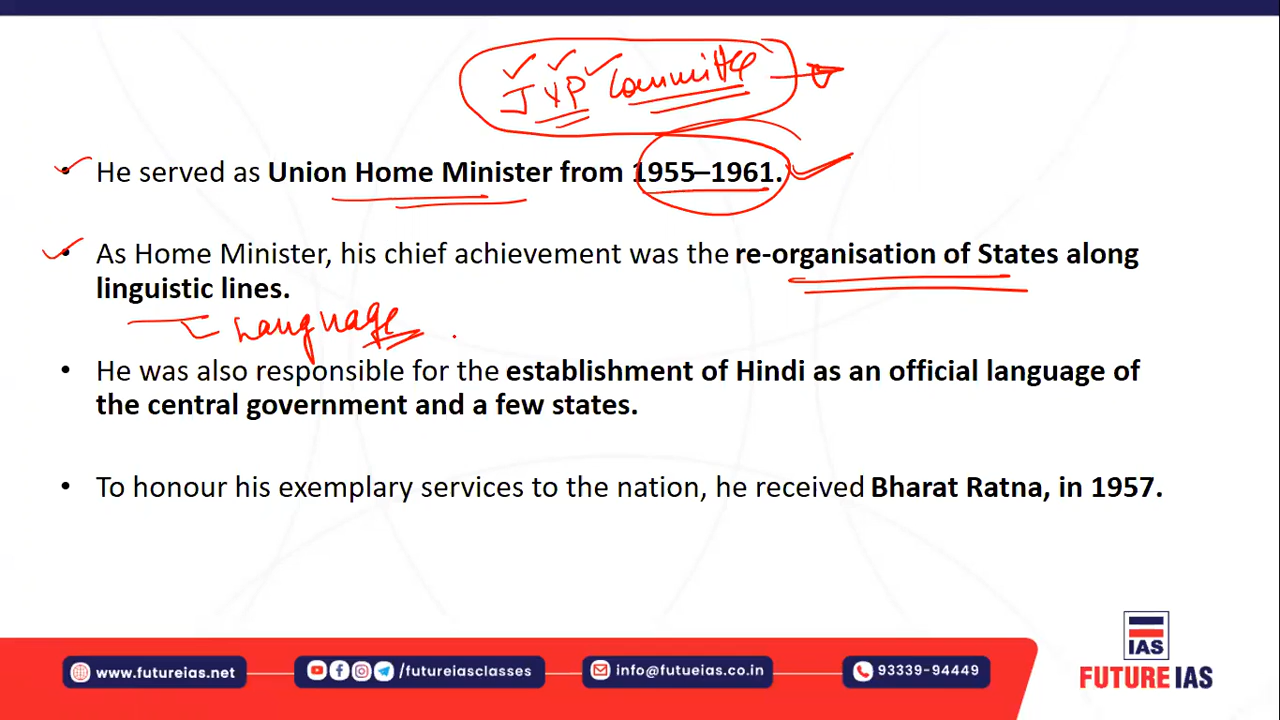 JVP Committee
• He served as Union Home Minister from 1955–1961.
• As Home Minister, his chief achievement was the re-organisation of States along
linguistic lines.
Language
• He was also responsible for the establishment of Hindi as an official language of
the central government and a few states.
• To honour his exemplary services to the nation, he received Bharat Ratna, in 1957.
IAS
www.futureias.net
/futureiasclasses
info@futueias.co.in
93339-94449
FUTURE IAS